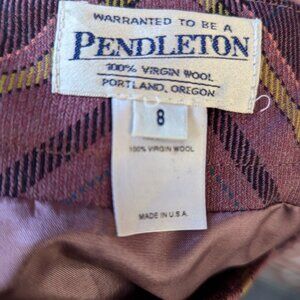 WARRANTED TO BE A
PENDLETON
100% VIRGIN WOOL
PORTLAND, OREGON
8
100% VIRGIN WOOL
MADE IN U.S.A.